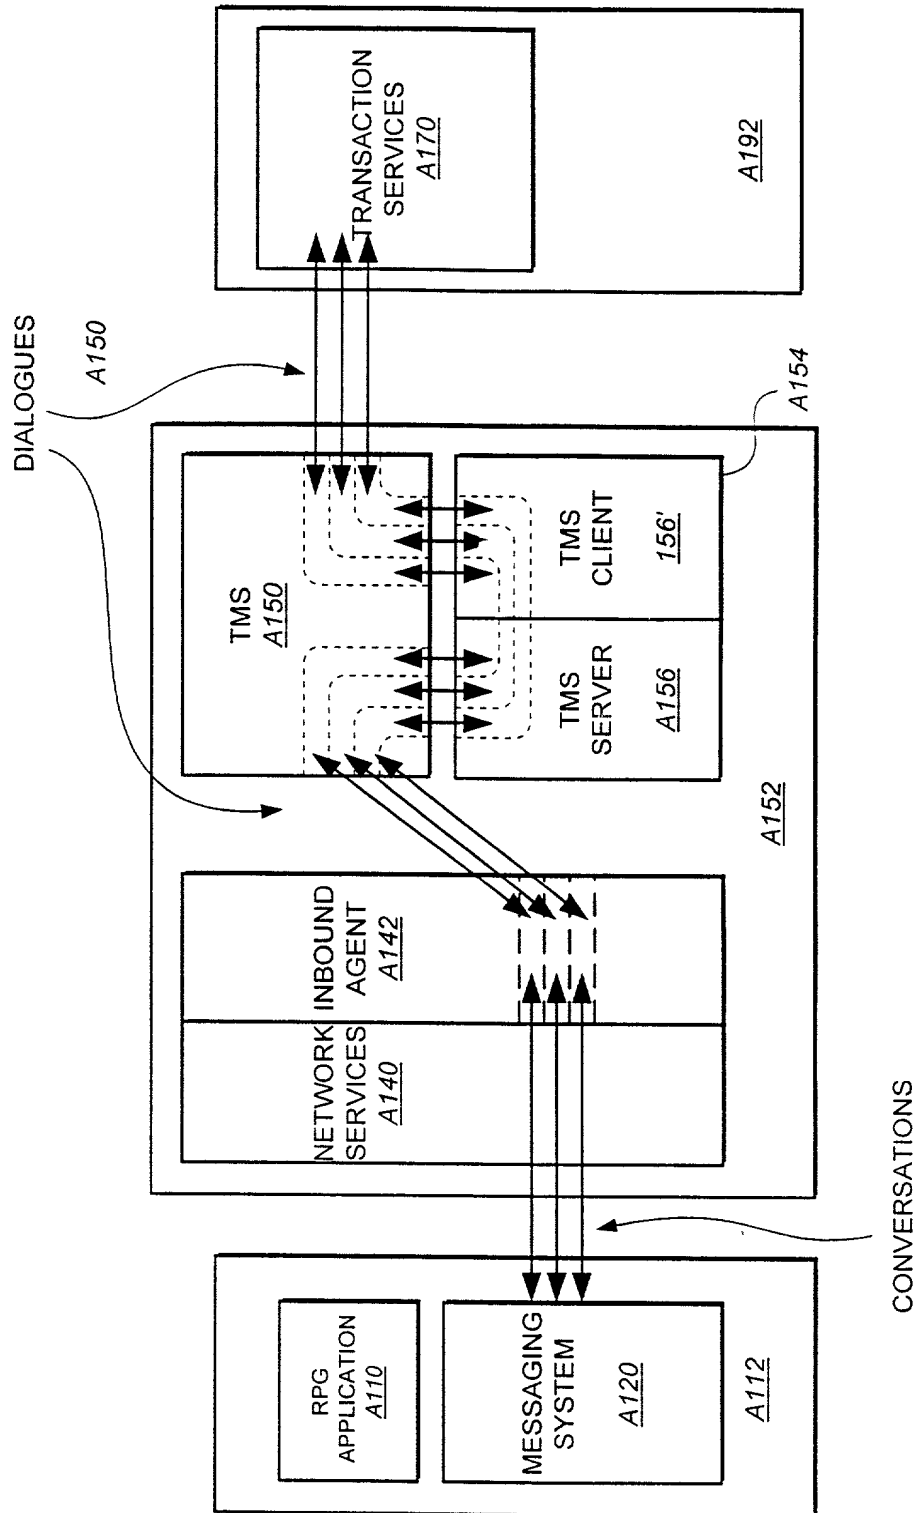 DIALOGUES
A150
TRANSACTION
SERVICES
A170
A192
A154
TMS
A150
TMS
CLIENT
156'
TMS
SERVER
A156
A152
INBOUND
AGENT
A142
NETWORK
SERVICES
A140
CONVERSATIONS
RPG
APPLICATION
A110
MESSAGING
SYSTEM
A120
A112